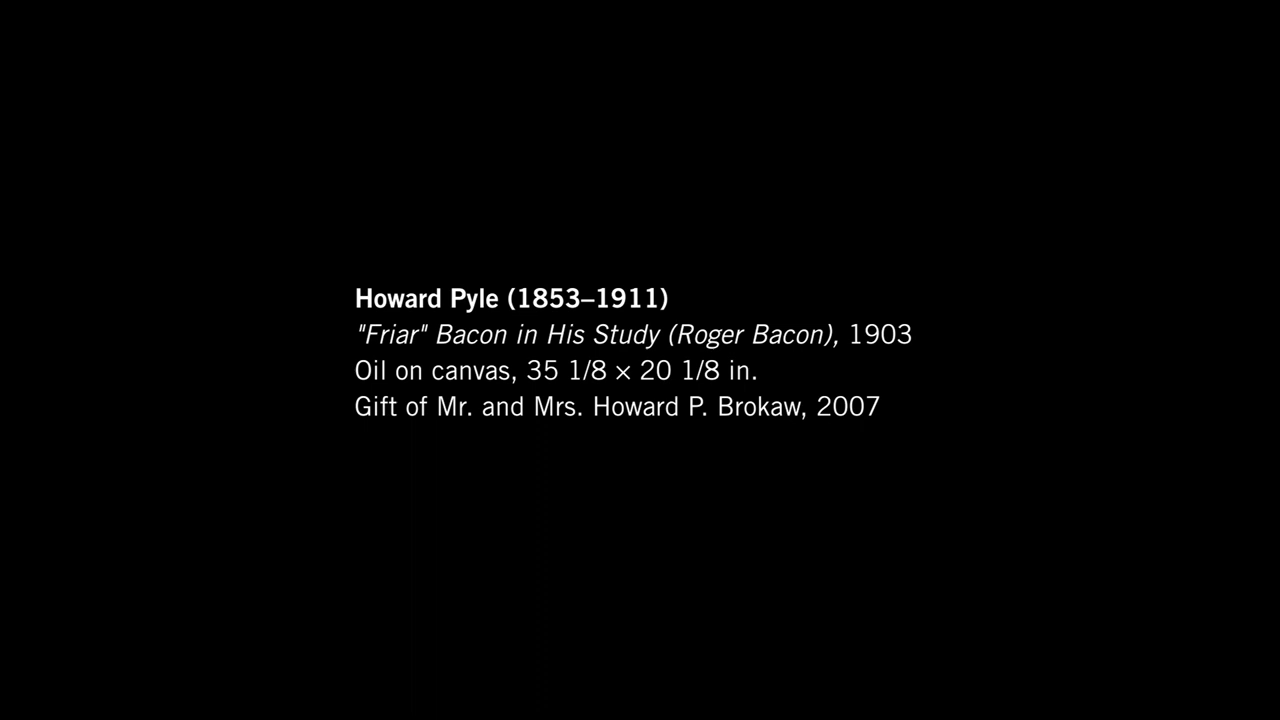 Howard Pyle (1853–1911)
"Friar" Bacon in His Study (Roger Bacon), 1903
Oil on canvas, 35 1/8 × 20 1/8 in.
Gift of Mr. and Mrs. Howard P. Brokaw, 2007